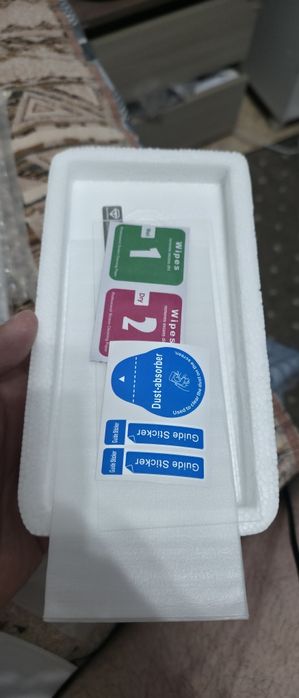 Wet
1
Wipes
Dry
2
Wipes
Dust-absorber
Used to clear the dust on the screen
Guide Sticker
Guide Sticker
Guide Sticker
Guide Sticker